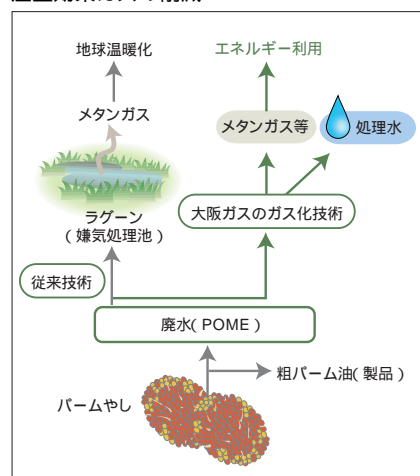 地球温暖化
エネルギー利用
メタンガス
メタンガス等
処理水
ラグーン
（嫌気処理池）
大阪ガスのガス化技術
従来技術
廃水（POME）
粗パーム油（製品）
パームやし